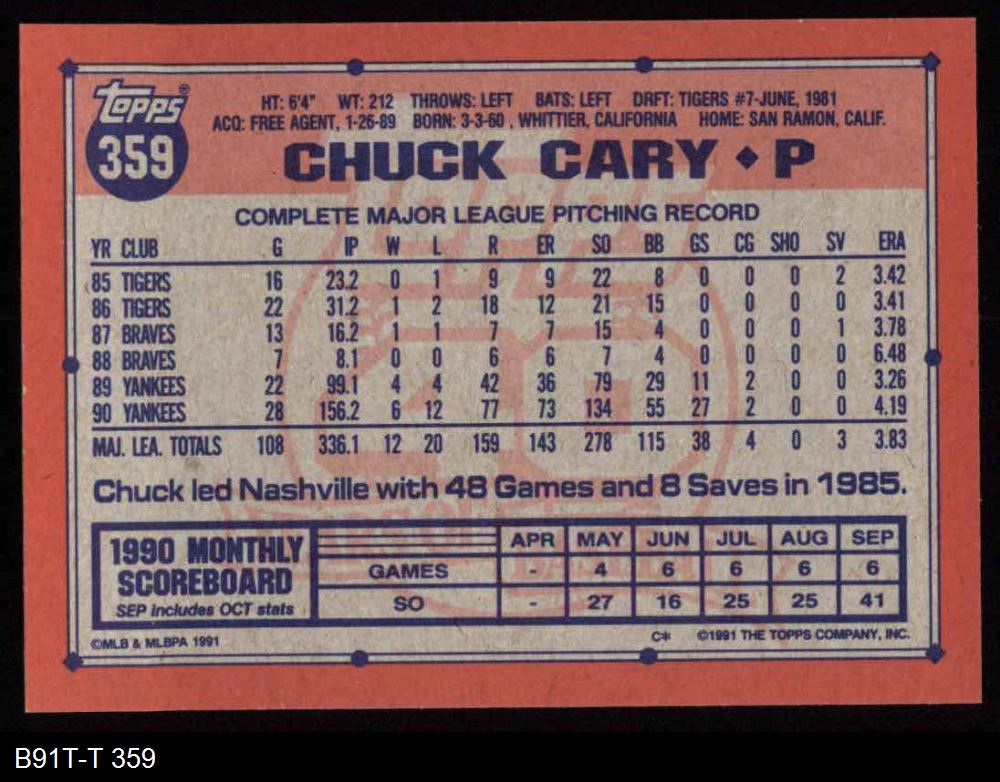 Topps
359
HT: 6'4" WT: 212 THROWS: LEFT BATS: LEFT DRFT: TIGERS #7-JUNE, 1981
ACQ: FREE AGENT, 1-26-89 BORN: 3-3-60 , WHITTIER, CALIFORNIA HOME: SAN RAMON, CALIF.
CHUCK CARY ◆ P
COMPLETE MAJOR LEAGUE PITCHING RECORD
YR CLUB G IP W L R ER SO BB GS CG SHO SV ERA
85 TIGERS 16 23.2 0 1 9 9 22 8 0 0 0 2 3.42
86 TIGERS 22 31.2 1 2 18 12 21 15 0 0 0 0 3.41
87 BRAVES 13 16.2 1 1 7 7 15 4 0 0 0 1 3.78
88 BRAVES 7 8.1 0 0 6 6 7 4 0 0 0 0 6.48
89 YANKEES 22 99.1 4 4 42 36 79 29 11 2 0 0 3.26
90 YANKEES 28 156.2 6 12 77 73 134 55 27 2 0 0 4.19
MAJ. LEA. TOTALS 108 336.1 12 20 159 143 278 115 38 4 0 3 3.83
Chuck led Nashville with 48 Games and 8 Saves in 1985.
1990 MONTHLY
SCOREBOARD
SEP includes OCT stats
APR MAY JUN JUL AUG SEP
GAMES - 4 6 6 6 6
SO - 27 16 25 25 41
©MLB & MLBPA 1991
C* ©1991 THE TOPPS COMPANY, INC.
B91T-T 359